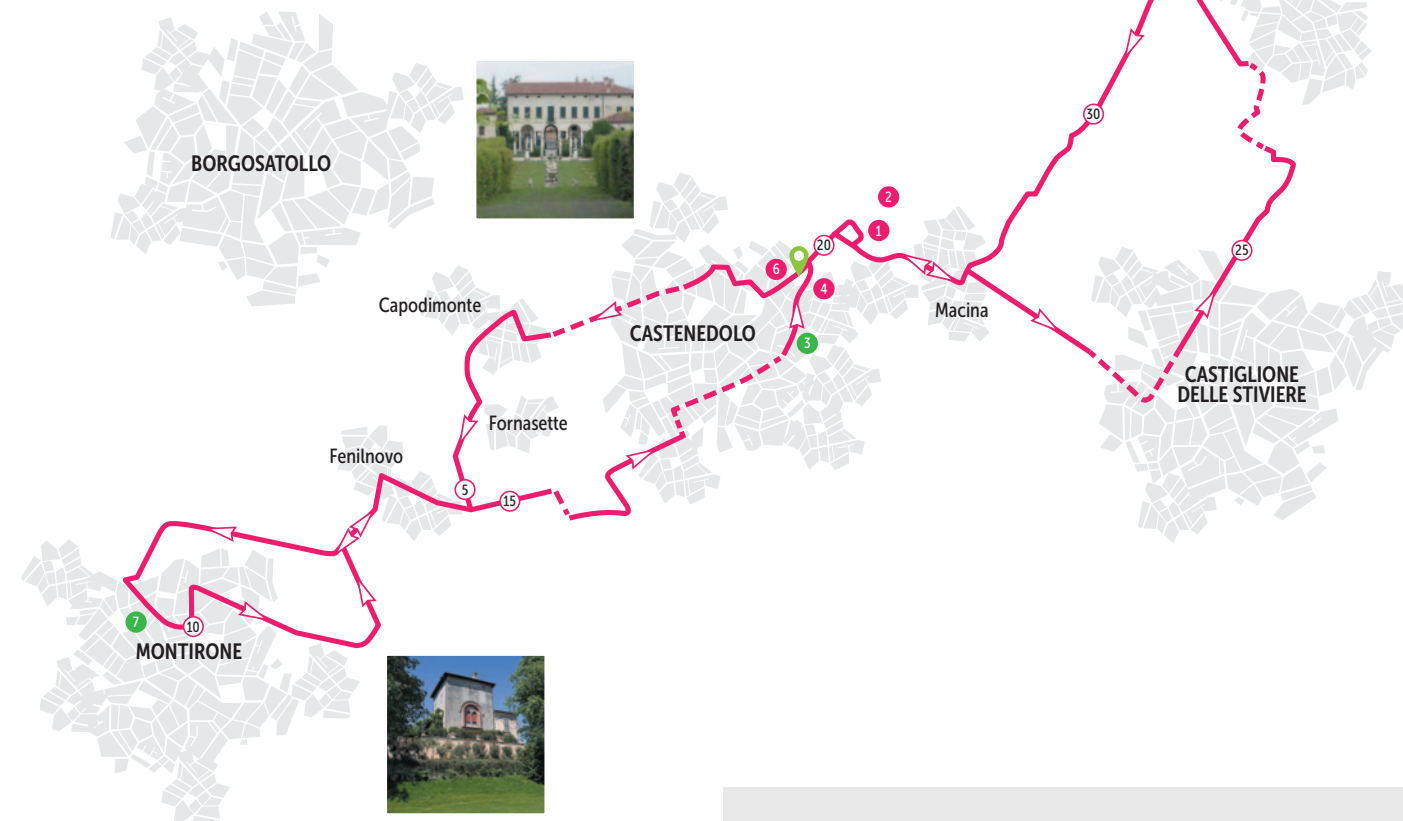 30
BORGOSATOLLO
2
1
20
25
6
4
Capodimonte
Macina
CASTENEDOLO
3
CASTIGLIONE
DELLE STIVIERE
Fornasette
Fenilnovo
5
15
7
10
MONTIRONE